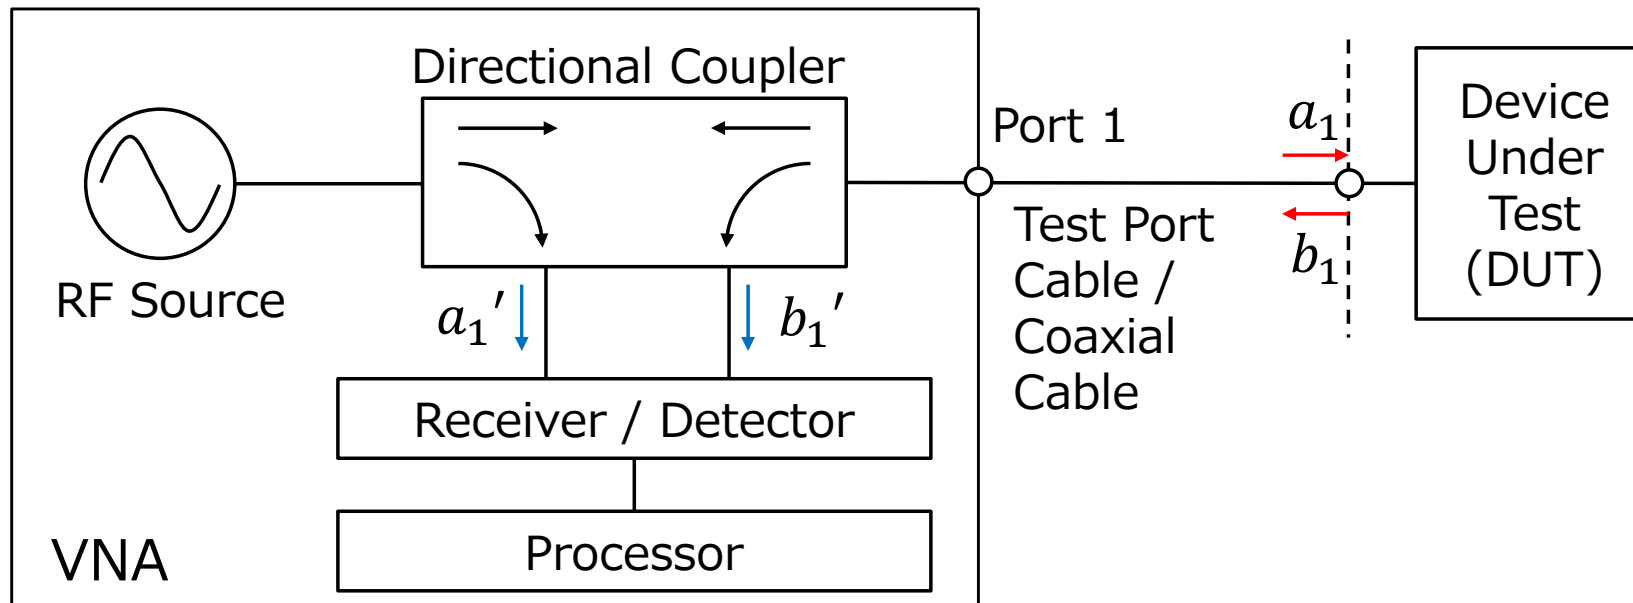 Directional Coupler
RF Source
Port 1
a₁
b₁
Device
Under
Test
(DUT)
Test Port
Cable /
Coaxial
Cable
a₁′
b₁′
Receiver / Detector
Processor
VNA